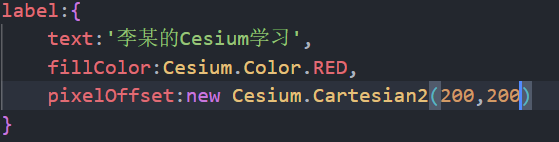 label:{
text:'李某的Cesium学习',
fillColor:Cesium.Color.RED,
pixelOffset:new Cesium.Cartesian2(200,200)
}